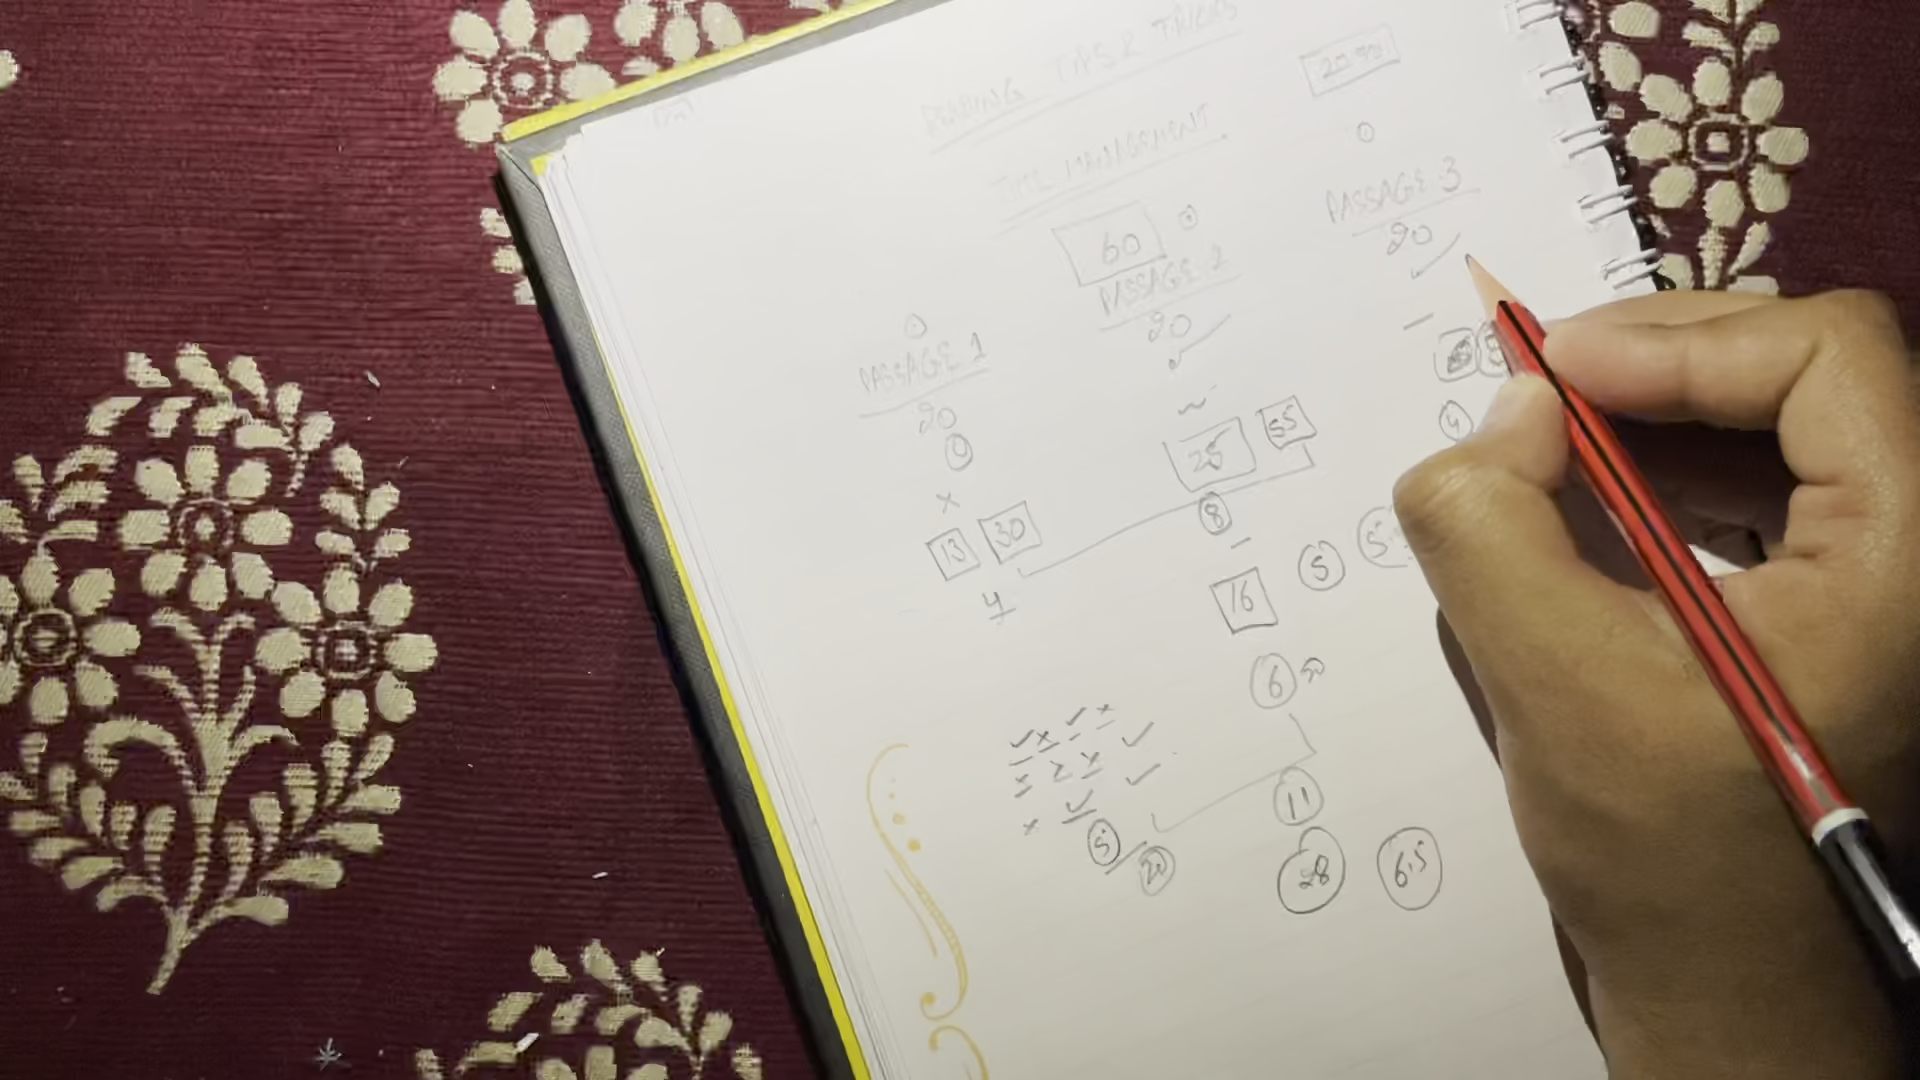 READING TIPS & TRICKS
TIME MANAGEMENT
60
PASSAGE 1
20
PASSAGE 2
20
PASSAGE 3
20
13 30
4
25 55
8
16 5
6
11
28 6.5
5
20